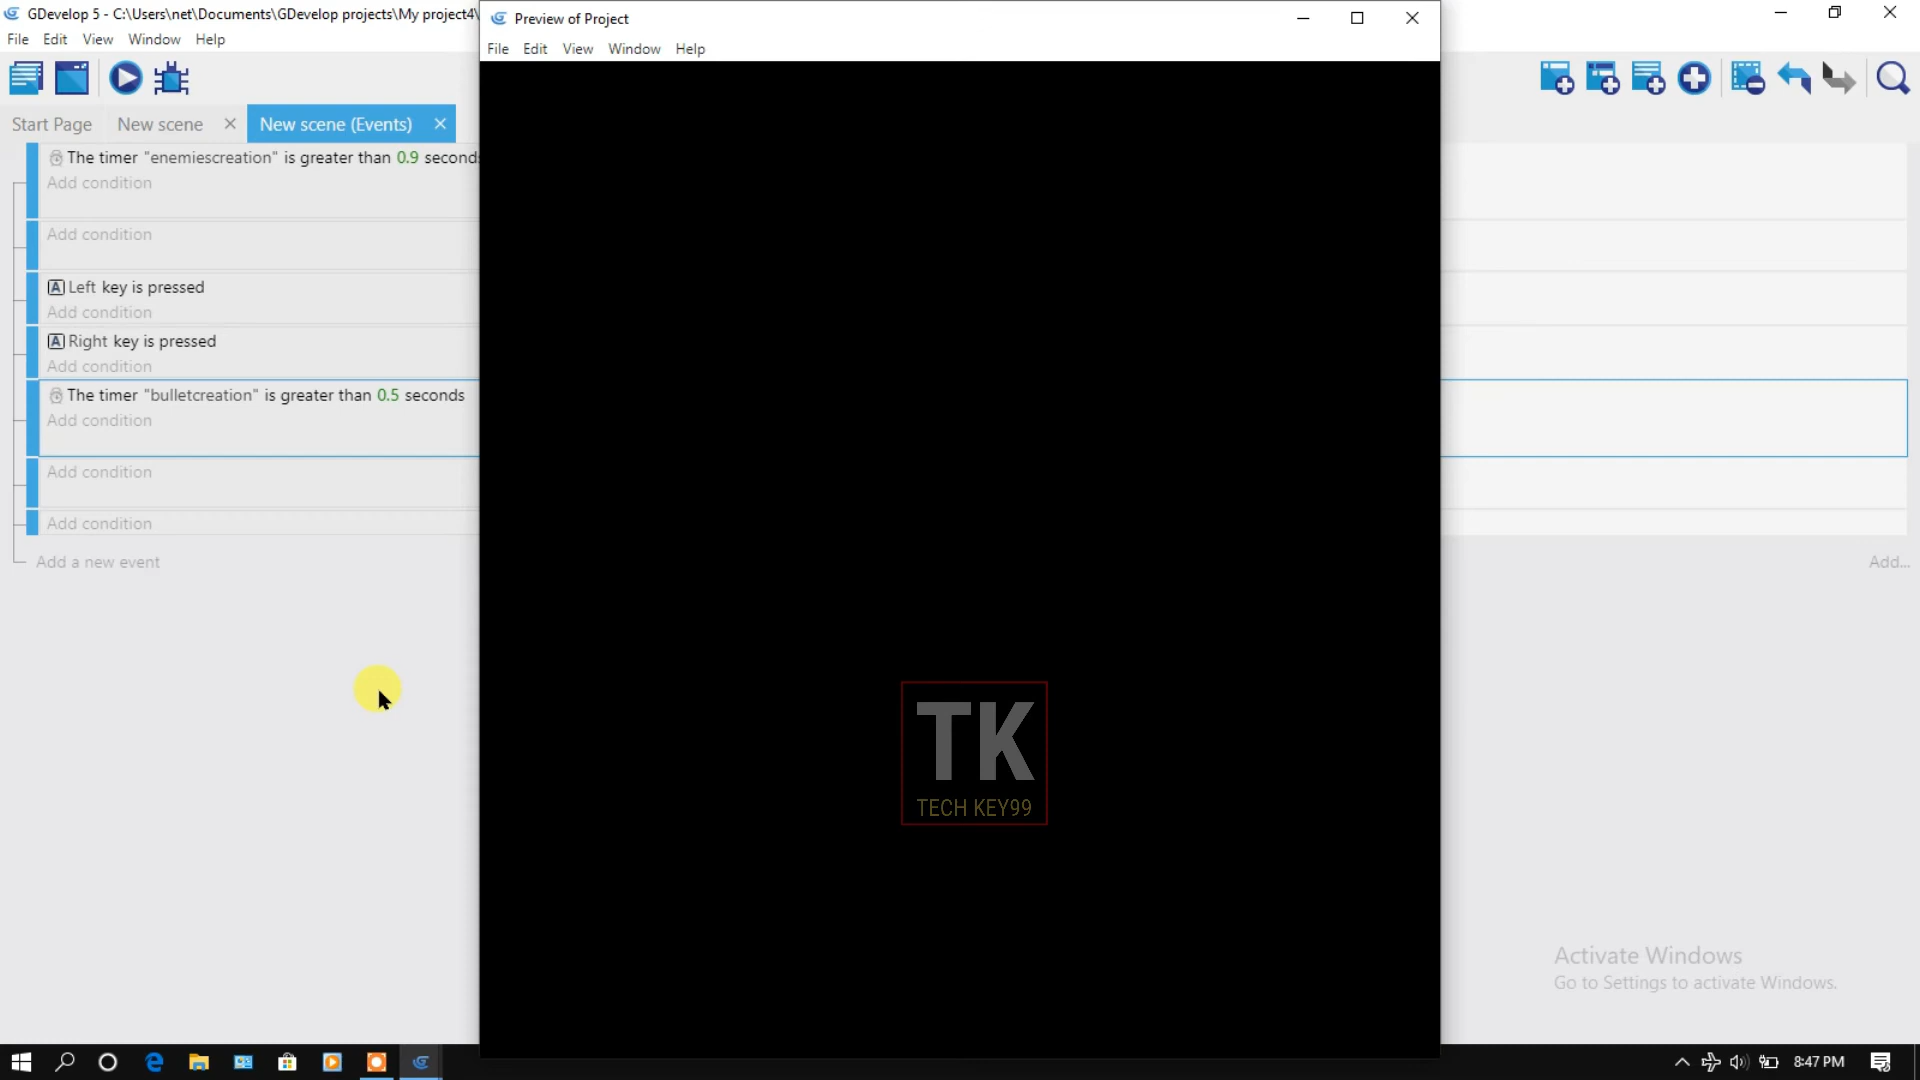 GDevelop 5 - C:\Users\net\Documents\GDevelop projects\My project4\
File Edit View Window Help
Preview of Project
File Edit View Window Help
Start Page New scene New scene (Events)
The timer "enemiescreation" is greater than 0.9 seconds
Add condition
Add condition
A Left key is pressed
Add condition
A Right key is pressed
Add condition
The timer "bulletcreation" is greater than 0.5 seconds
Add condition
Add condition
Add condition
Add a new event
Add...
TK
TECH KEY99
Activate Windows
Go to Settings to activate Windows.
8:47 PM